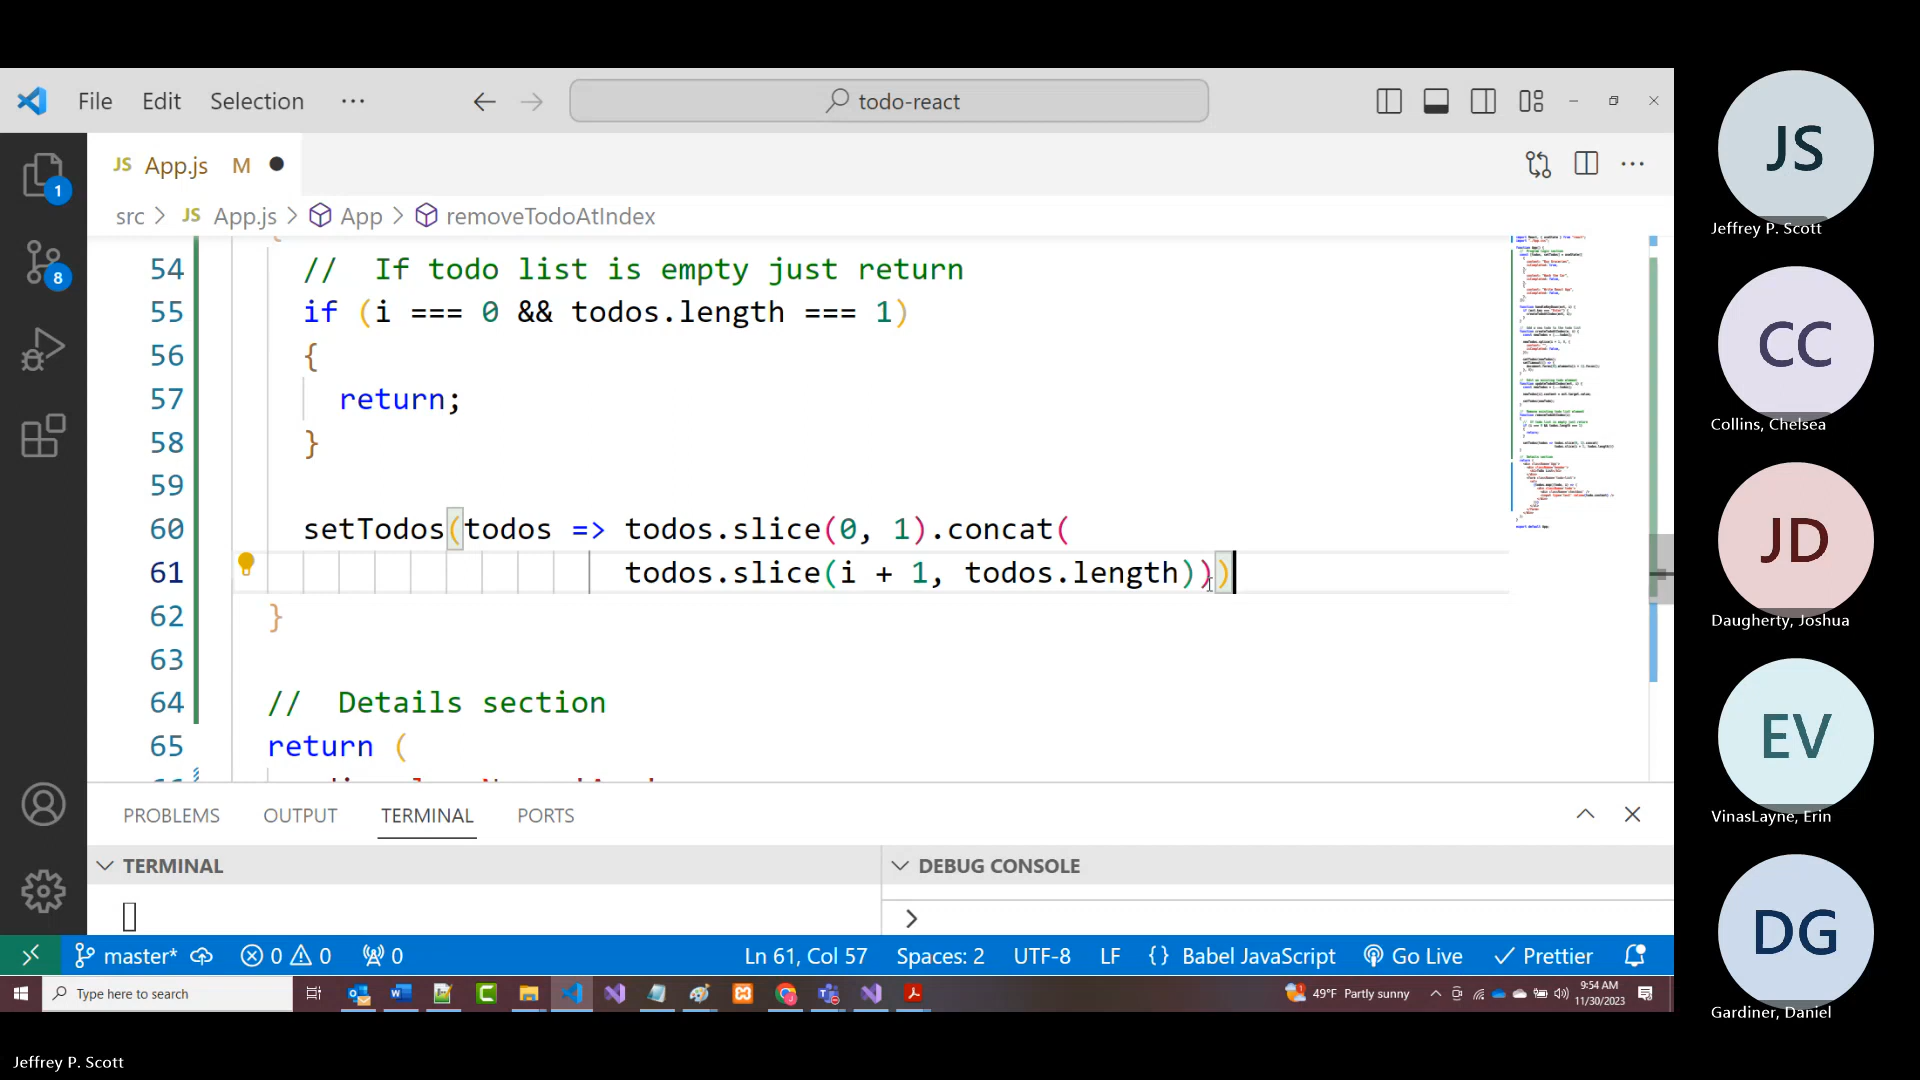 File Edit Selection ··· todo-react
JS App.js M
src > JS App.js > App > removeTodoAtIndex
54 // If todo list is empty just return
55 if (i === 0 && todos.length === 1)
56 {
57 return;
58 }
59
60 setTodos(todos => todos.slice(0, 1).concat(
61 todos.slice(i + 1, todos.length)))
62 }
63
64 // Details section
65 return (
PROBLEMS OUTPUT TERMINAL PORTS
TERMINAL
DEBUG CONSOLE
>
1
8
master* 0 0 0 Ln 61, Col 57 Spaces: 2 UTF-8 LF {} Babel JavaScript Go Live Prettier
Type here to search
49°F Partly sunny
9:54 AM
11/30/2023
JS
Jeffrey P. Scott
CC
Collins, Chelsea
JD
Daugherty, Joshua
EV
VinasLayne, Erin
DG
Gardiner, Daniel
Jeffrey P. Scott